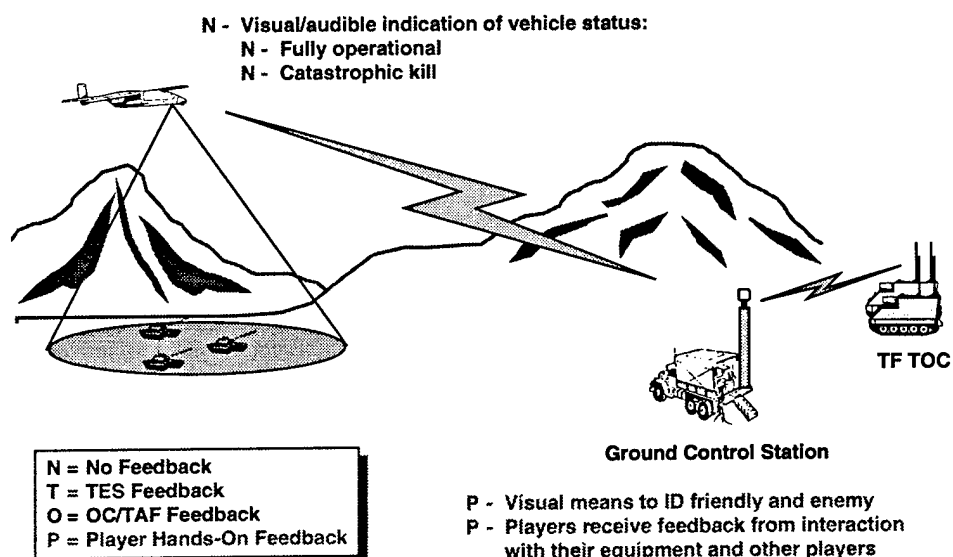 N - Visual/audible indication of vehicle status:
N - Fully operational
N - Catastrophic kill
TF TOC
Ground Control Station
N = No Feedback
T = TES Feedback
O = OC/TAF Feedback
P = Player Hands-On Feedback
P - Visual means to ID friendly and enemy
P - Players receive feedback from interaction
with their equipment and other players